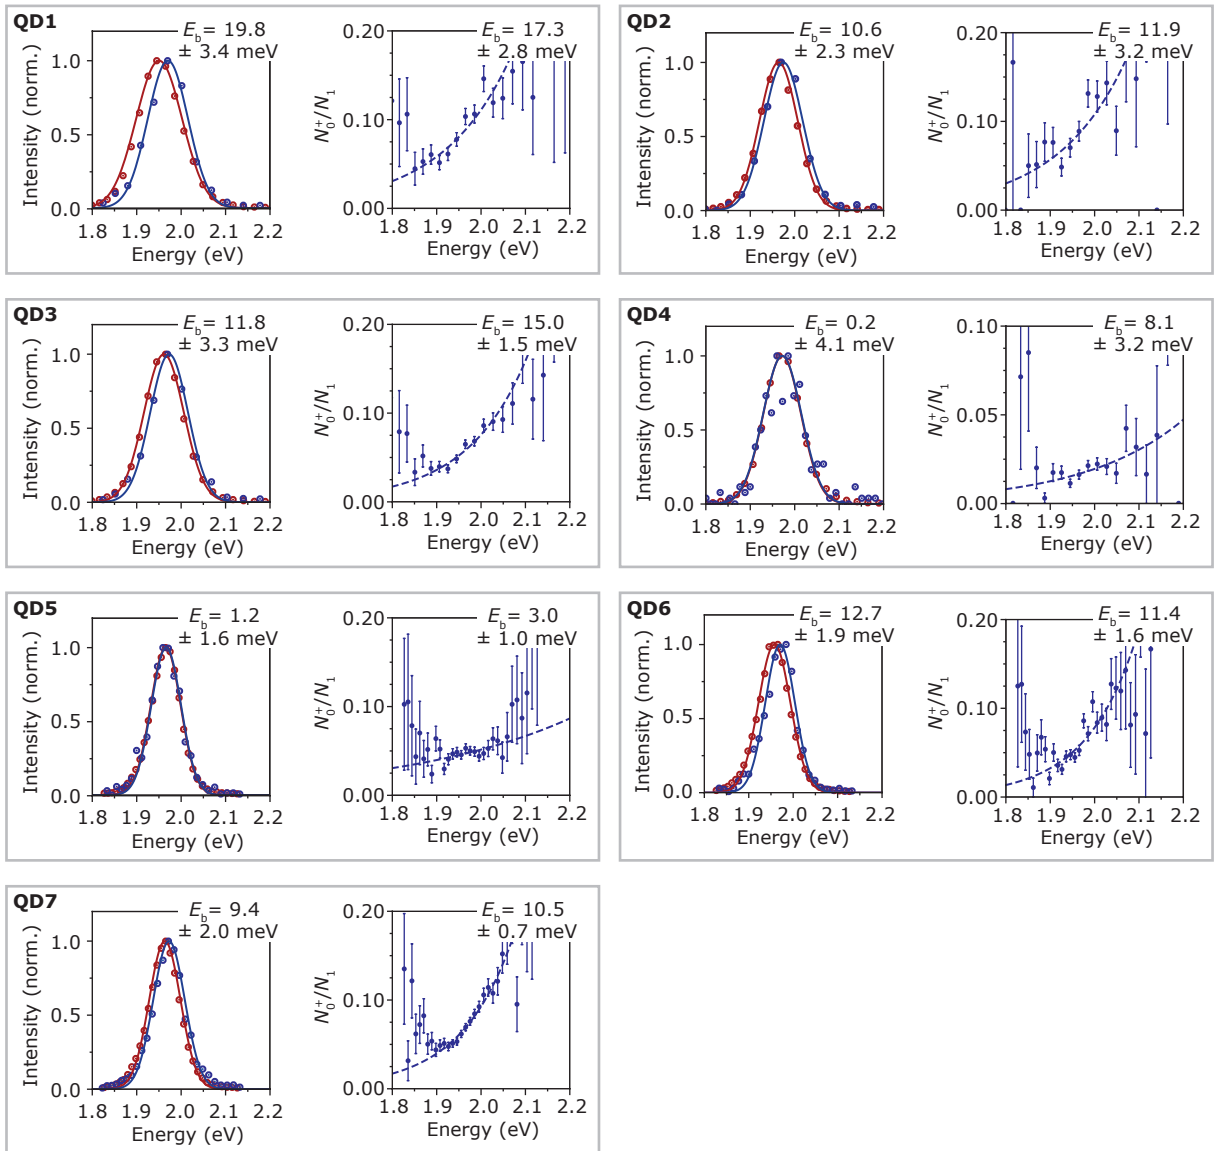 QD1
E_b = 19.8
± 3.4 meV
Intensity (norm.)
1.0
0.5
0.0
1.8 1.9 2.0 2.1 2.2
Energy (eV)
E_b = 17.3
± 2.8 meV
N_0^+/N_1
0.20
0.10
0.00
1.8 1.9 2.0 2.1 2.2
Energy (eV)
QD2
E_b = 10.6
± 2.3 meV
Intensity (norm.)
1.0
0.5
0.0
1.8 1.9 2.0 2.1 2.2
Energy (eV)
E_b = 11.9
± 3.2 meV
N_0^+/N_1
0.20
0.10
0.00
1.8 1.9 2.0 2.1 2.2
Energy (eV)
QD3
E_b = 11.8
± 3.3 meV
Intensity (norm.)
1.0
0.5
0.0
1.8 1.9 2.0 2.1 2.2
Energy (eV)
E_b = 15.0
± 1.5 meV
N_0^+/N_1
0.20
0.10
0.00
1.8 1.9 2.0 2.1 2.2
Energy (eV)
QD4
E_b = 0.2
± 4.1 meV
Intensity (norm.)
1.0
0.5
0.0
1.8 1.9 2.0 2.1 2.2
Energy (eV)
E_b = 8.1
± 3.2 meV
N_0^+/N_1
0.10
0.05
0.00
1.8 1.9 2.0 2.1 2.2
Energy (eV)
QD5
E_b = 1.2
± 1.6 meV
Intensity (norm.)
1.0
0.5
0.0
1.8 1.9 2.0 2.1 2.2
Energy (eV)
E_b = 3.0
± 1.0 meV
N_0^+/N_1
0.20
0.10
0.00
1.8 1.9 2.0 2.1 2.2
Energy (eV)
QD6
E_b = 12.7
± 1.9 meV
Intensity (norm.)
1.0
0.5
0.0
1.8 1.9 2.0 2.1 2.2
Energy (eV)
E_b = 11.4
± 1.6 meV
N_0^+/N_1
0.20
0.10
0.00
1.8 1.9 2.0 2.1 2.2
Energy (eV)
QD7
E_b = 9.4
± 2.0 meV
Intensity (norm.)
1.0
0.5
0.0
1.8 1.9 2.0 2.1 2.2
Energy (eV)
E_b = 10.5
± 0.7 meV
N_0^+/N_1
0.20
0.10
0.00
1.8 1.9 2.0 2.1 2.2
Energy (eV)